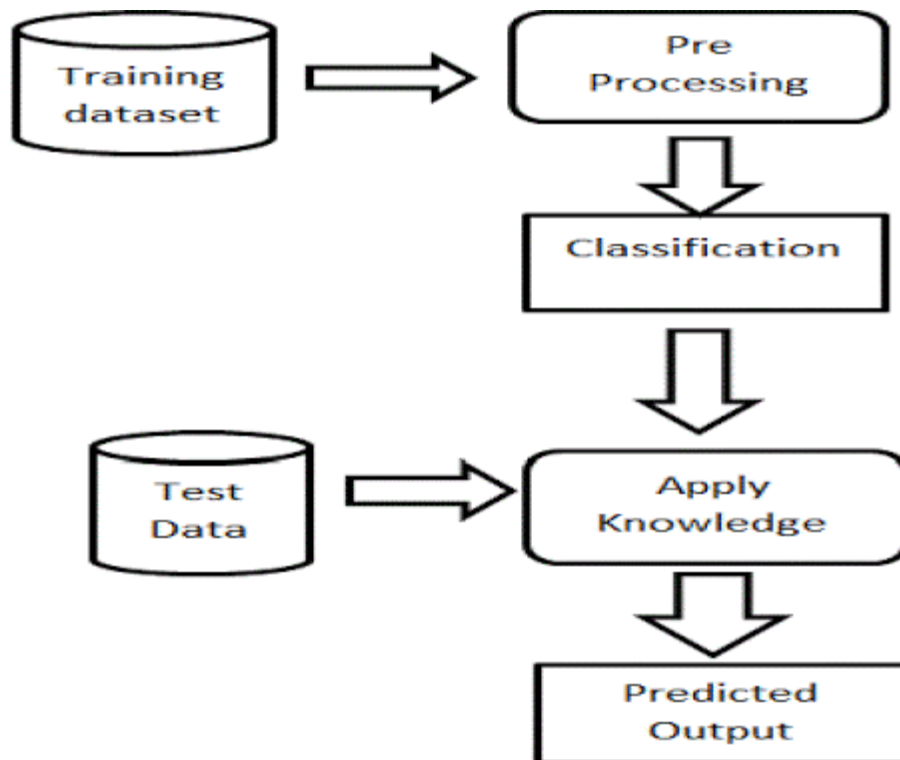 Training
dataset
Pre
Processing
Classification
Test
Data
Apply
Knowledge
Predicted
Output